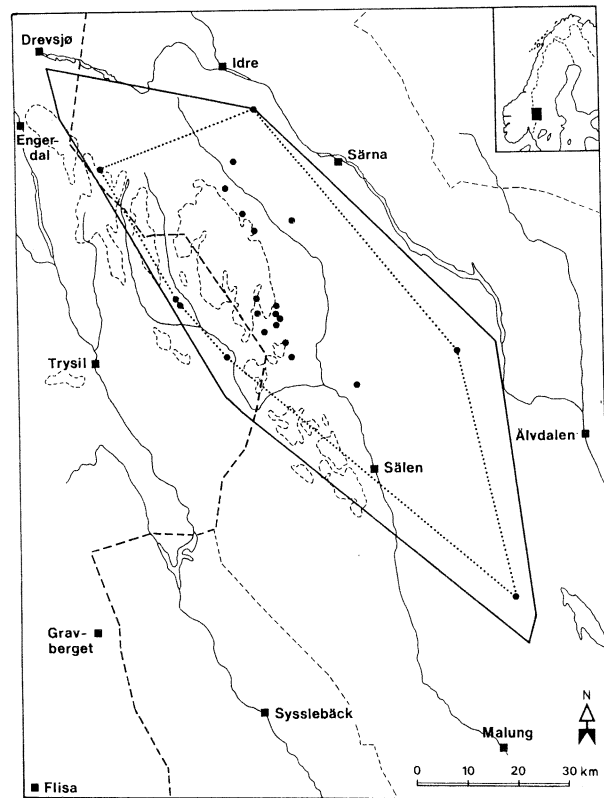 Drevsjø
Idre
Enger-
dal
Särna
Trysil
Älvdalen
Sälen
Grav-
berget
Sysslebäck
Malung
N
0 10 20 30 km
Flisa